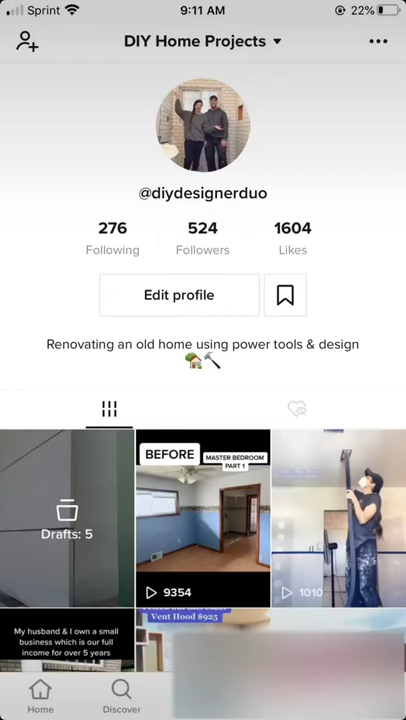 Sprint 9:11 AM 22%
DIY Home Projects
@diydesignerduo
276 524 1604
Following Followers Likes
Edit profile
Renovating an old home using power tools & design
Drafts: 5
BEFORE
MASTER BEDROOM
PART 1
9354
1010
My husband & I own a small
business which is our full
income for over 5 years
Vent Hood $925
Home Discover